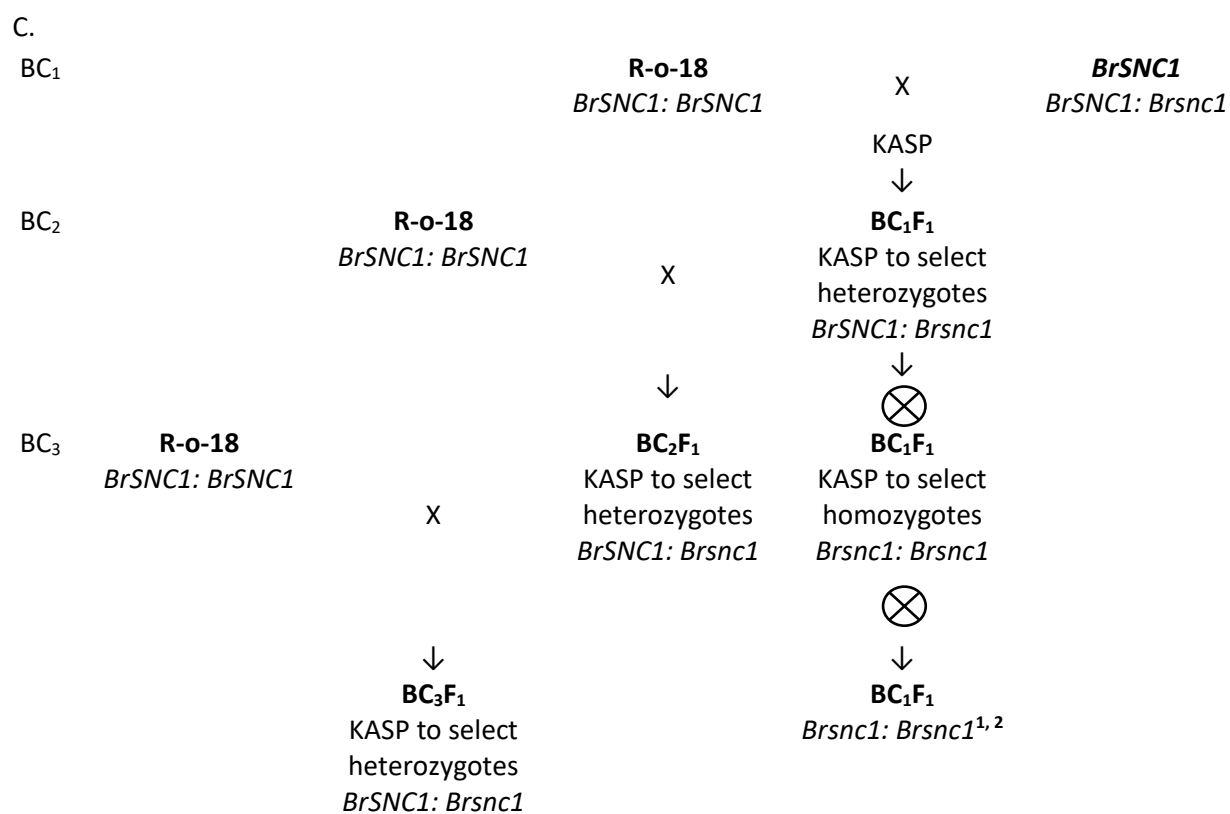 C.
BC₁ R-o-18 X BrSNC1
BrSNC1: BrSNC1 BrSNC1: Brsnc1
KASP
↓
BC₂ R-o-18 BC₁F₁
BrSNC1: BrSNC1 X KASP to select
heterozygotes
BrSNC1: Brsnc1
↓ ↓
BC₃ R-o-18 BC₂F₁ BC₁F₁
BrSNC1: BrSNC1 KASP to select KASP to select
X heterozygotes homozygotes
BrSNC1: Brsnc1 Brsnc1: Brsnc1
↓ ↓
BC₃F₁ BC₁F₁
KASP to select Brsnc1: Brsnc1¹, ²
heterozygotes
BrSNC1: Brsnc1